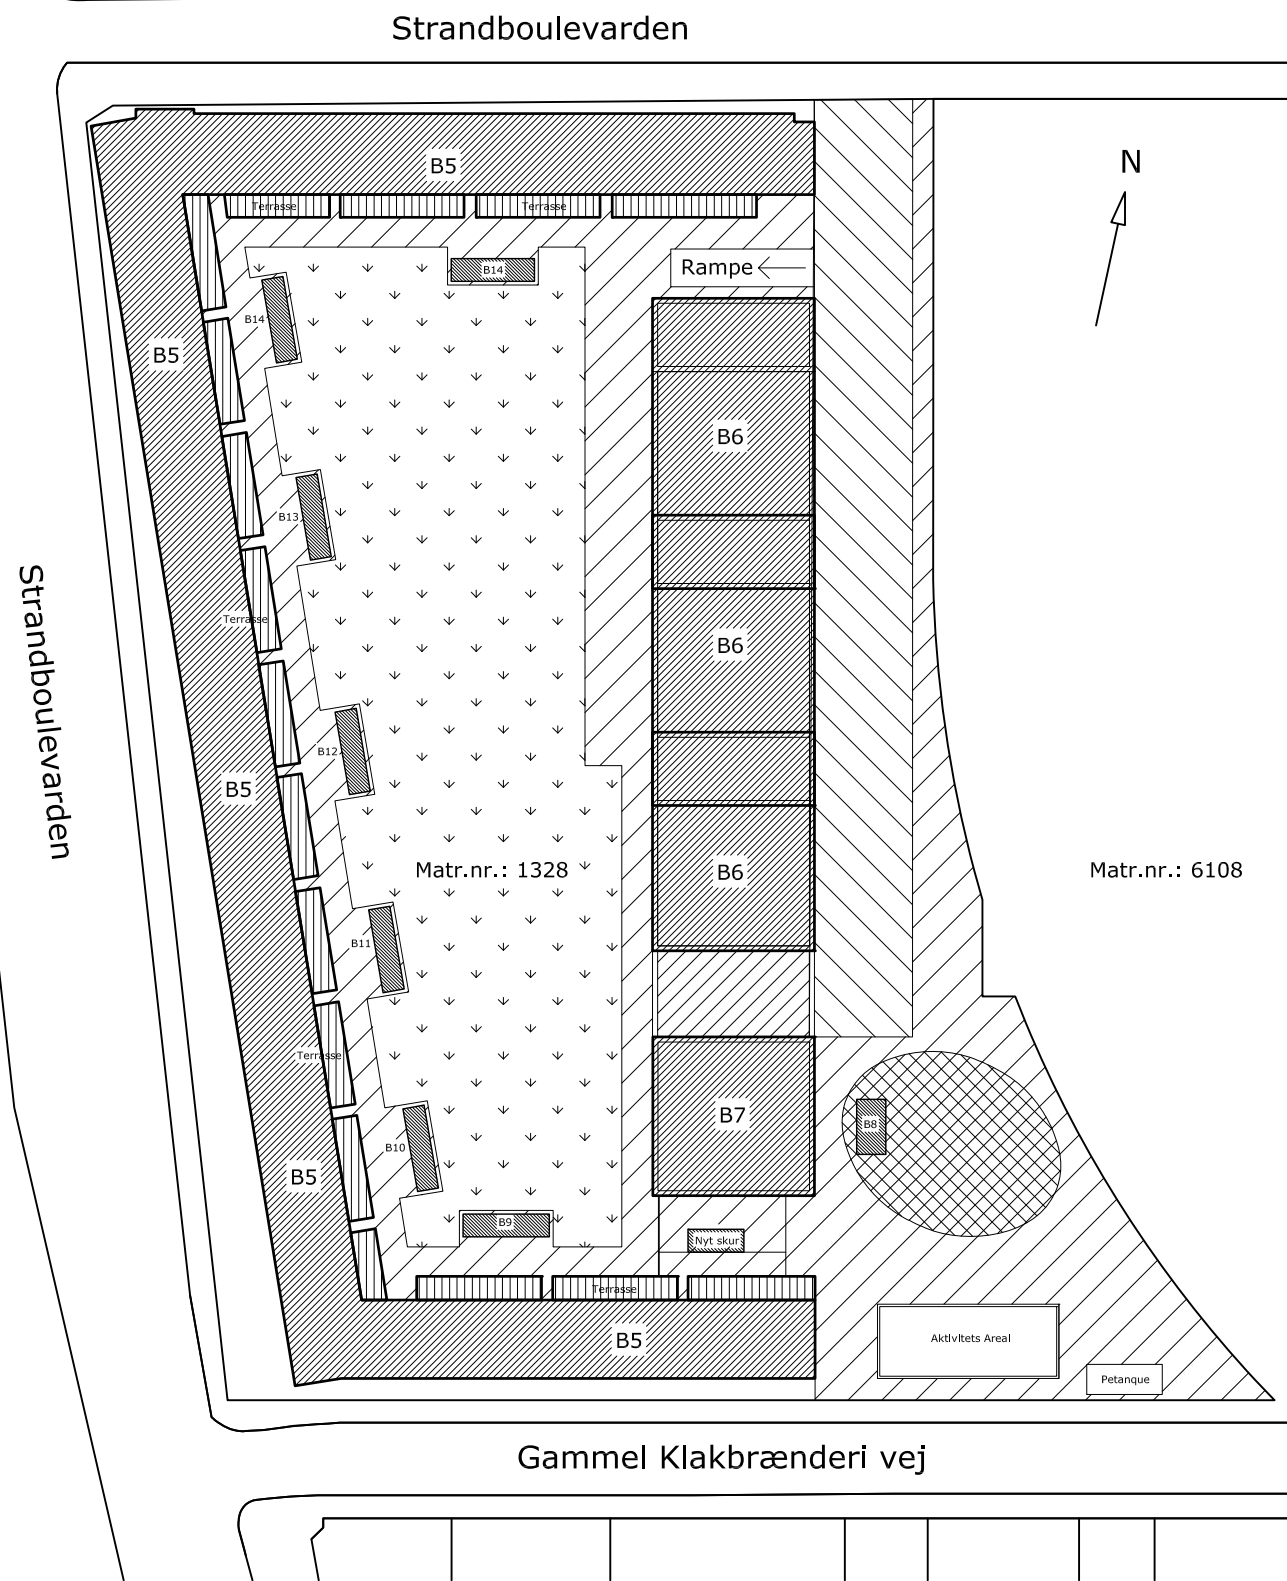 Strandboulevarden
N
B5
Terrasse
Terrasse
Rampe
B14
B14
B5
B6
B13
Strandboulevarden
Terrasse
B6
B12
B5
Matr.nr.: 1328
B6
Matr.nr.: 6108
B11
Terrasse
B7
B8
B10
B5
B9
Nyt skur
Terrasse
B5
Aktivitets Areal
Petanque
Gammel Klakbrænderi vej